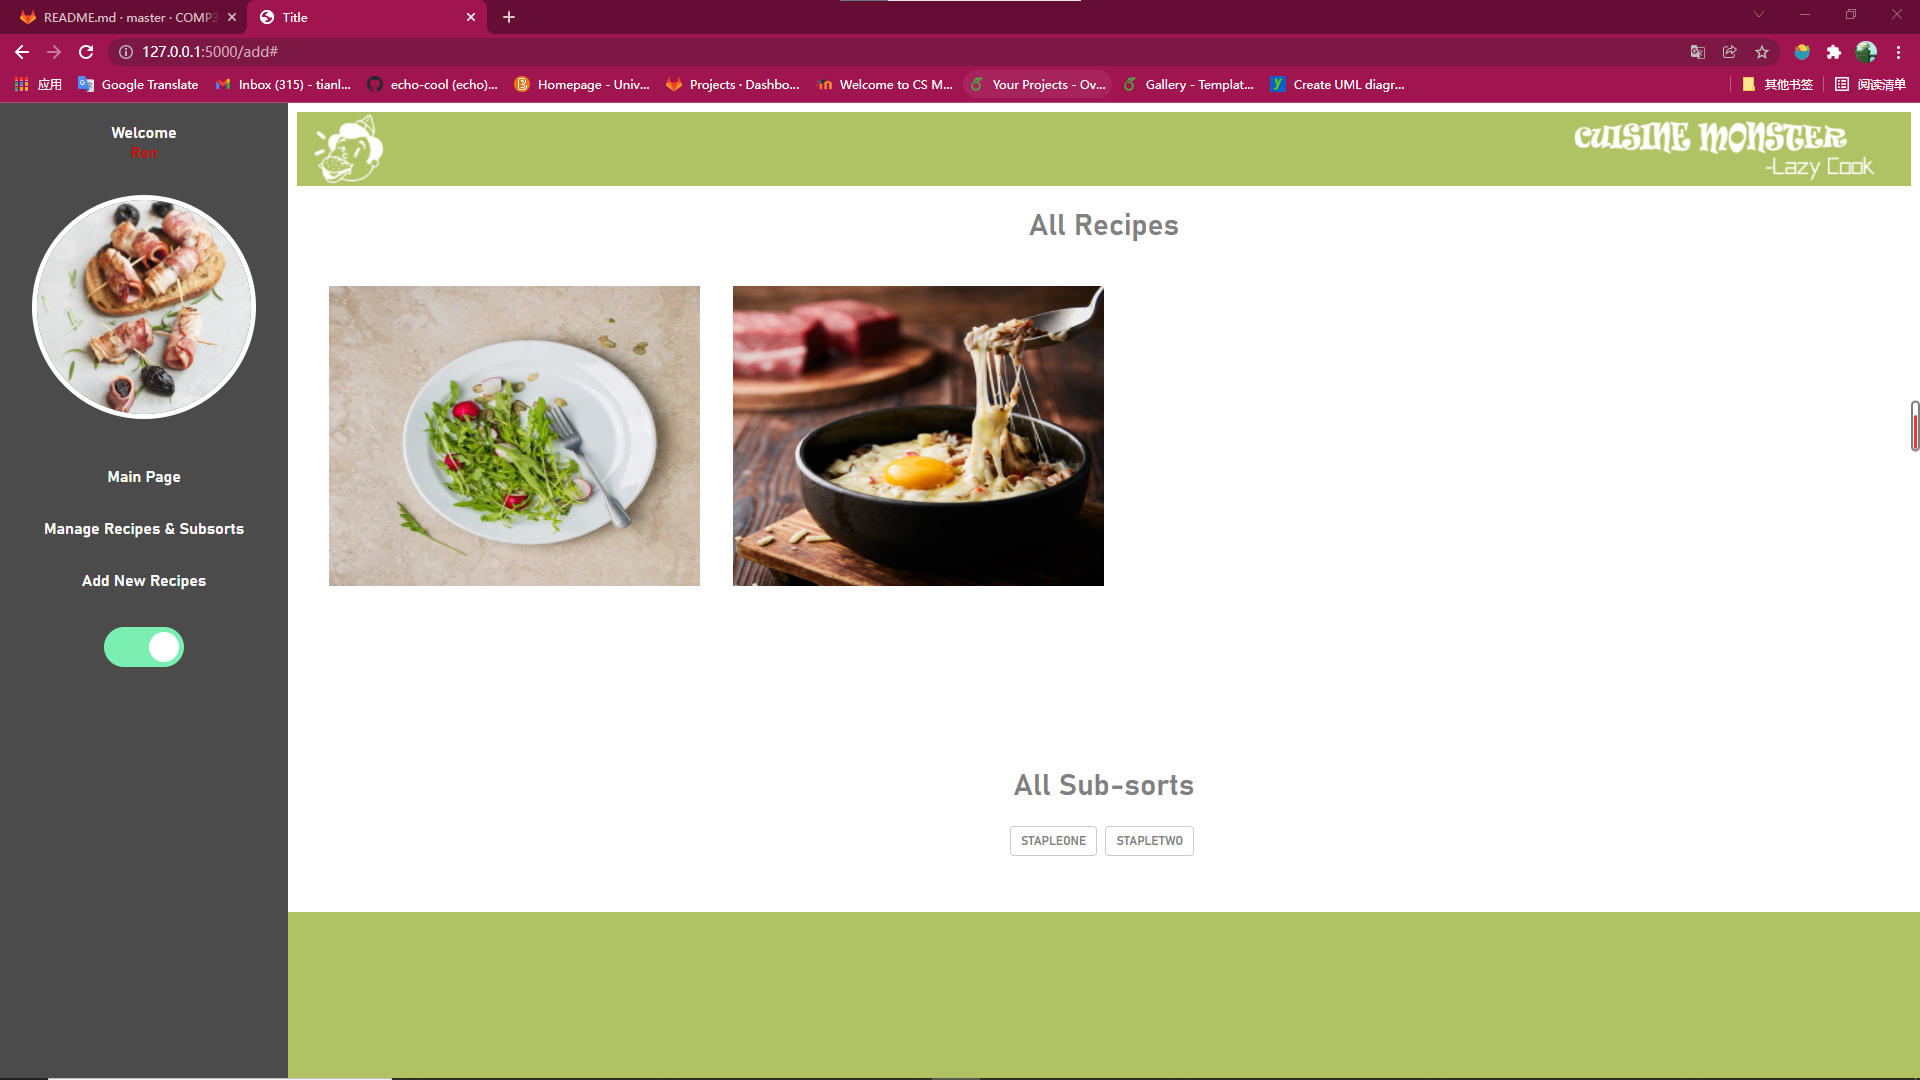 README.md · master · COMP3
Title
127.0.0.1:5000/add#
应用
Google Translate
Inbox (315) - tianl...
echo-cool (echo)...
Homepage - Univ...
Projects · Dashbo...
Welcome to CS M...
Your Projects - Ov...
Gallery - Templat...
Create UML diagr...
其他书签
阅读清单
Welcome
Ren
Main Page
Manage Recipes & Subsorts
Add New Recipes
CUISINE MONSTER
-Lazy Cook
All Recipes
All Sub-sorts
STAPLEONE
STAPLETWO